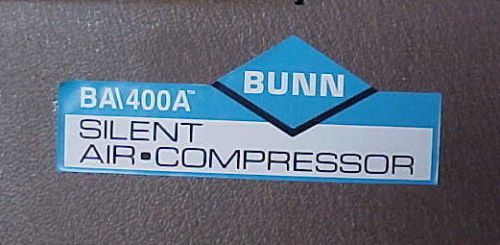 BUNN
BA\400A™
SILENT
AIR▪COMPRESSOR